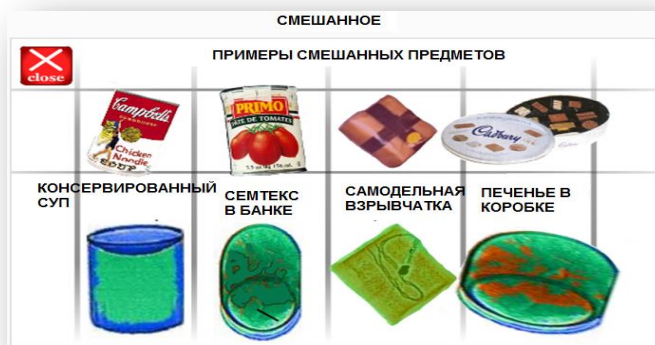 СМЕШАННОЕ
ПРИМЕРЫ СМЕШАННЫХ ПРЕДМЕТОВ
close
Campbell's
Chicken
Noodle
SOUP
PRIMO
PATE DE TOMATES
Cadbury
КОНСЕРВИРОВАННЫЙ
СУП
СЕМТЕКС
В БАНКЕ
САМОДЕЛЬНАЯ
ВЗРЫВЧАТКА
ПЕЧЕНЬЕ В
КОРОБКЕ